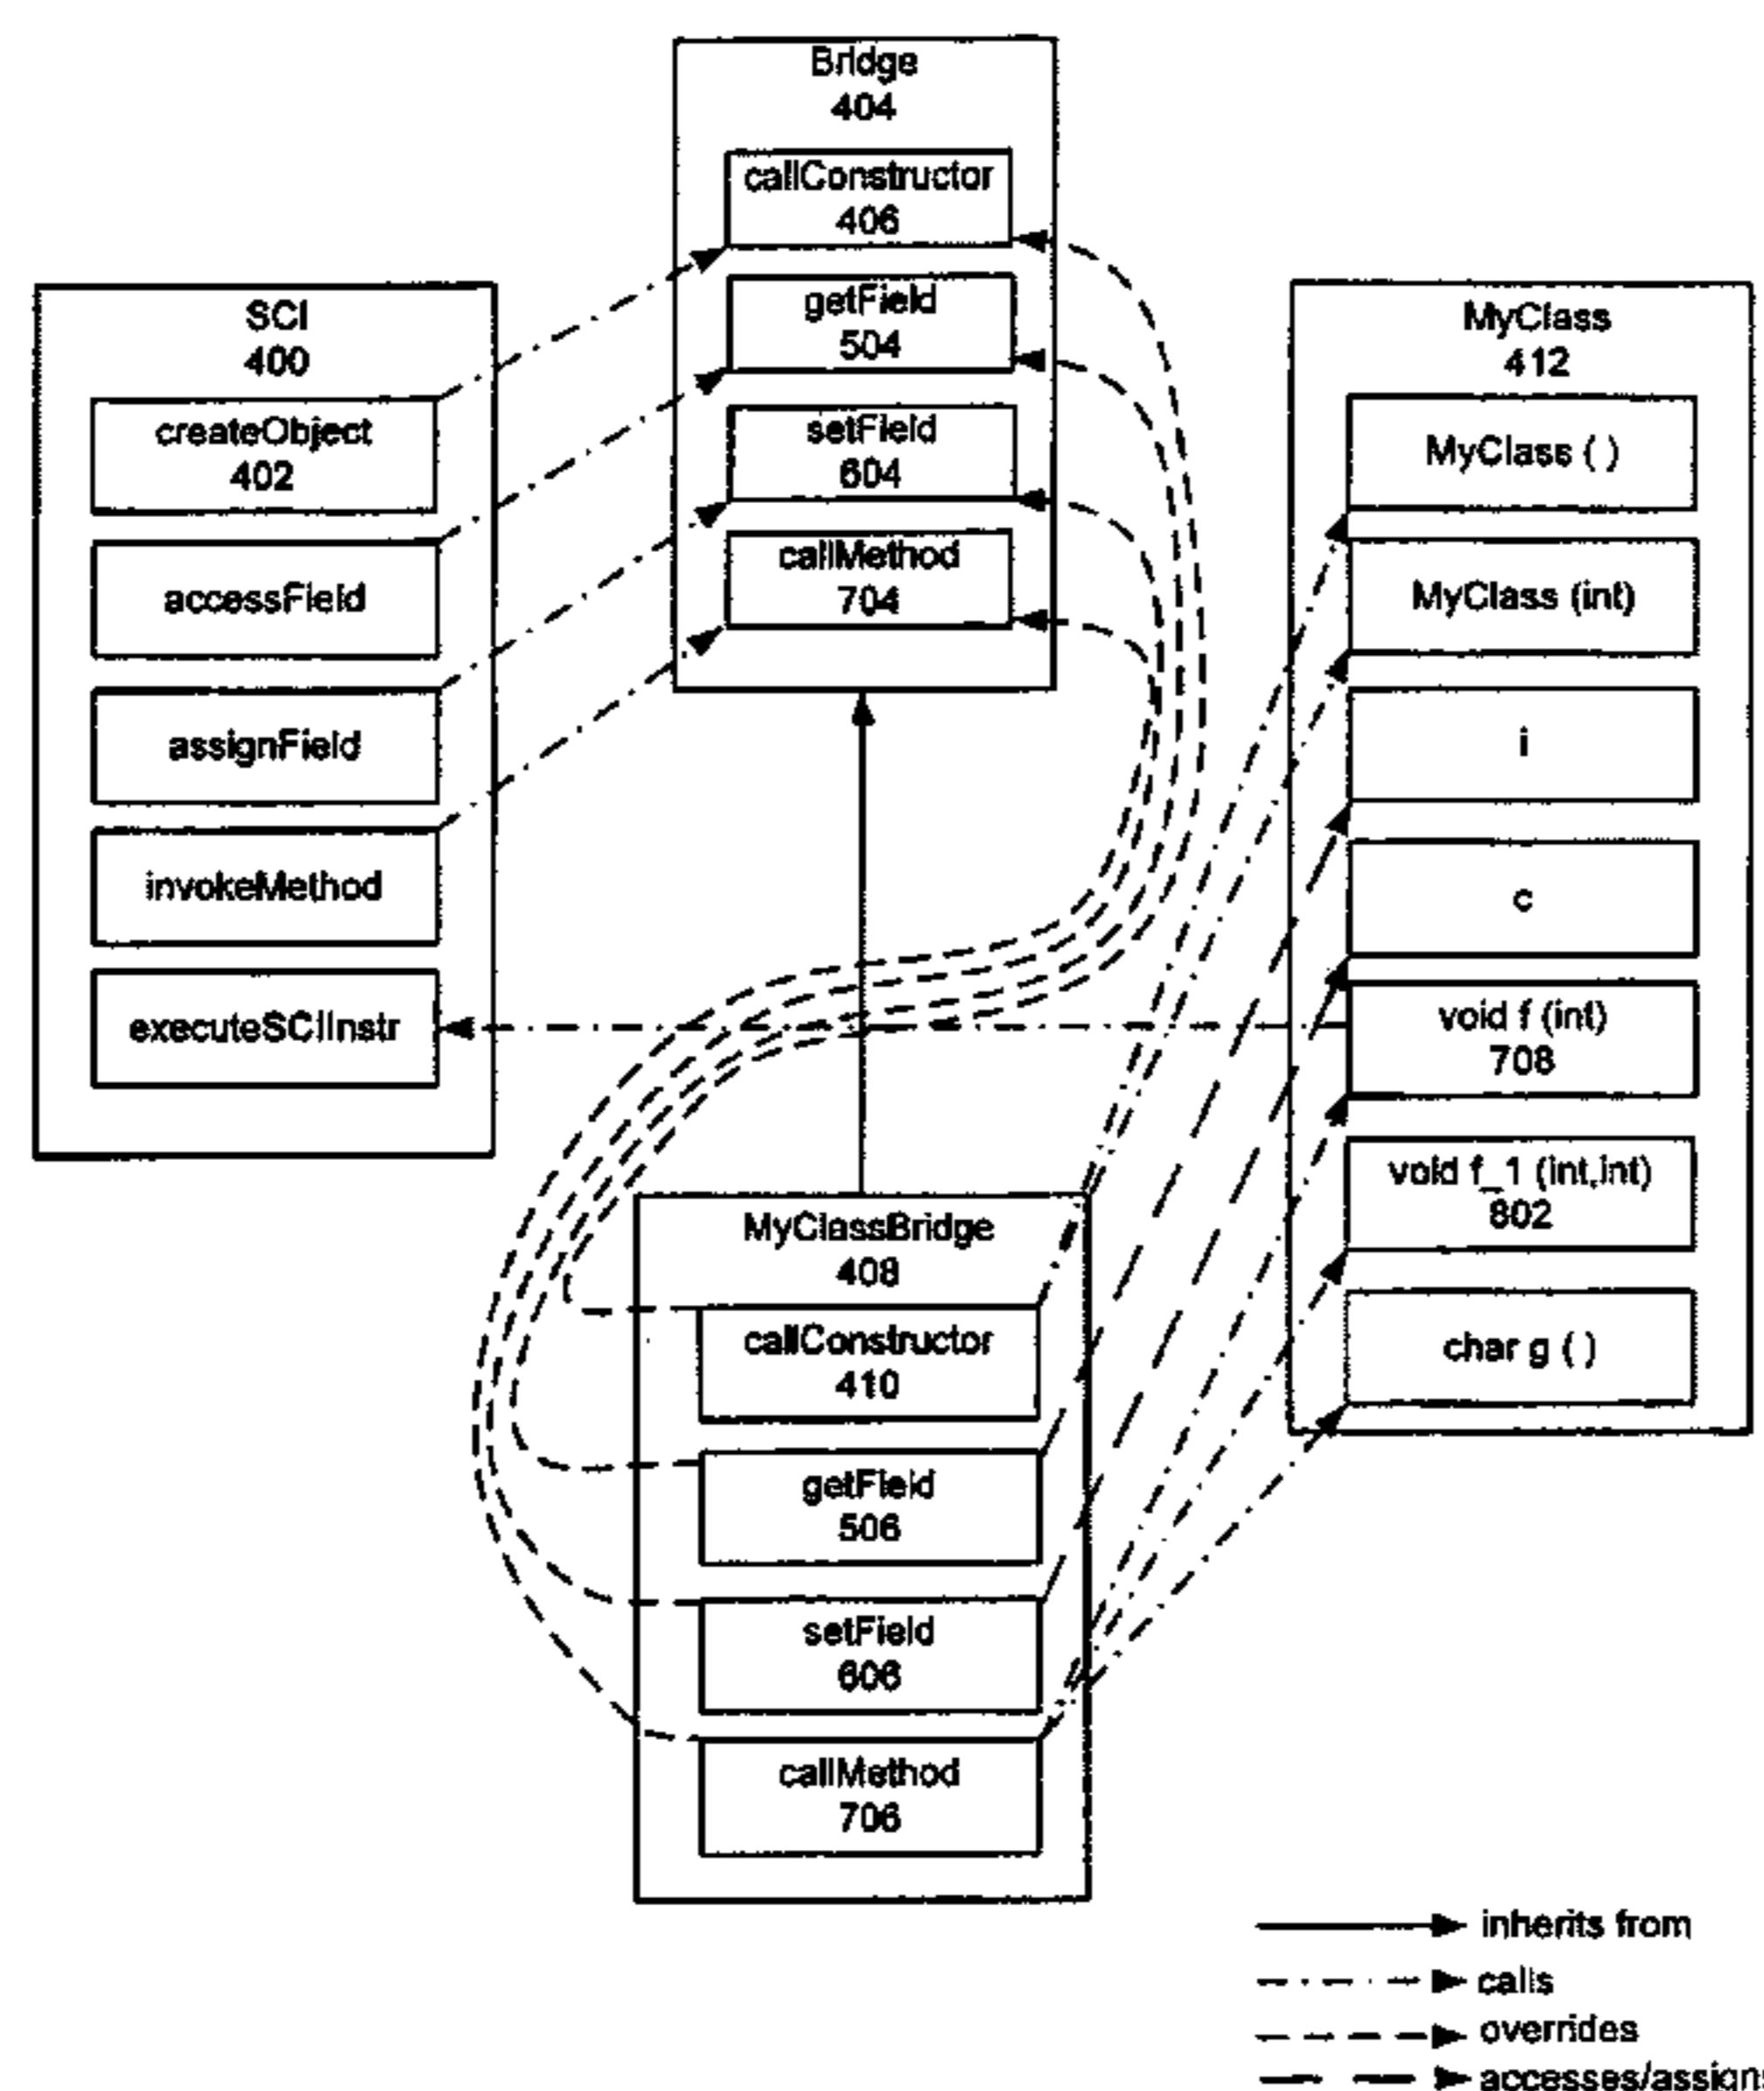 Bridge
404
callConstructor
406
getField
504
setField
604
callMethod
704
SCI
400
createObject
402
accessField
assignField
invokeMethod
executeSCIInstr
MyClass
412
MyClass ( )
MyClass (int)
i
c
void f (int)
708
void f_1 (int,int)
802
char g ( )
MyClassBridge
408
callConstructor
410
getField
506
setField
606
callMethod
706
inherits from
calls
overrides
accesses/assigns